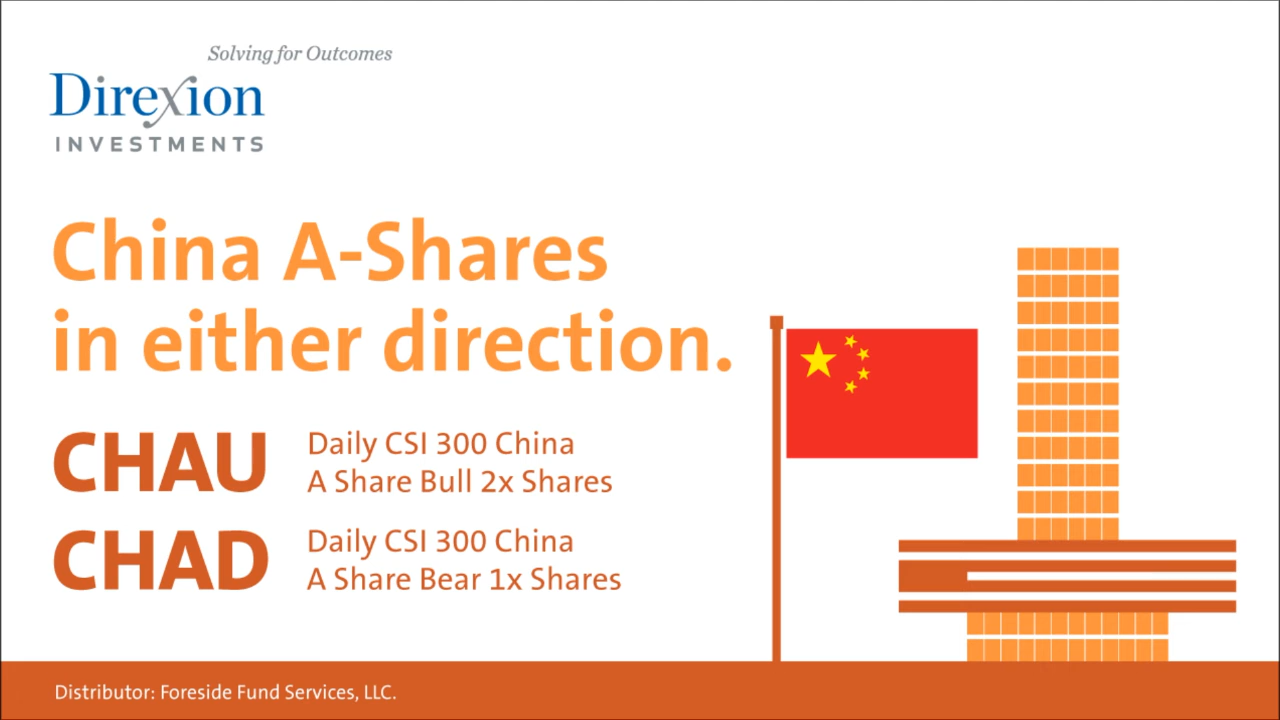 Solving for Outcomes
Direxion
INVESTMENTS
China A-Shares
in either direction.
CHAU
Daily CSI 300 China
A Share Bull 2x Shares
CHAD
Daily CSI 300 China
A Share Bear 1x Shares
Distributor: Foreside Fund Services, LLC.